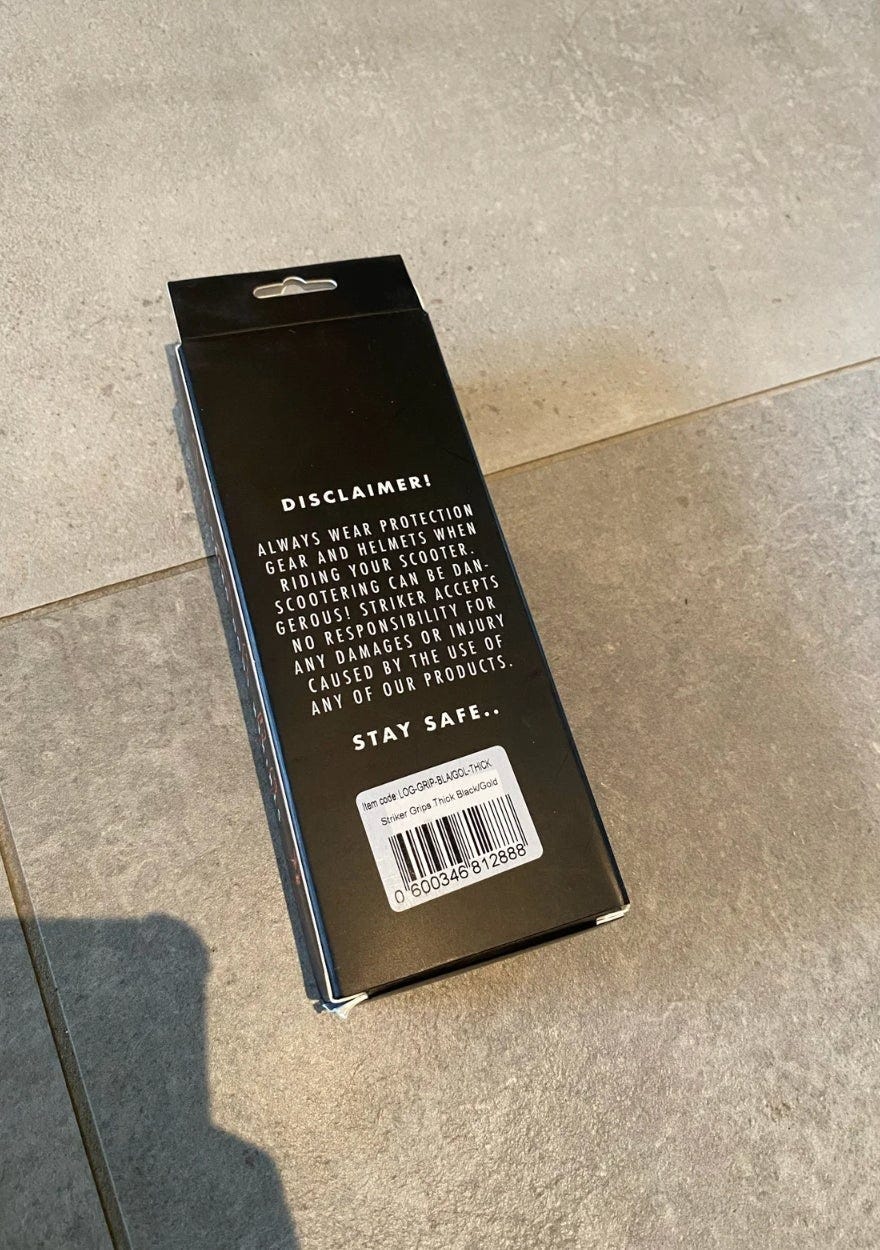 DISCLAIMER!
ALWAYS WEAR PROTECTION
GEAR AND HELMETS WHEN
RIDING YOUR SCOOTER.
SCOOTERING CAN BE DAN-
GEROUS! STRIKER ACCEPTS
NO RESPONSIBILITY FOR
ANY DAMAGES OR INJURY
CAUSED BY THE USE OF
ANY OF OUR PRODUCTS.
STAY SAFE..
Item code: LOG-GRIP-BLA/GOL-THICK
Striker Grips Thick Black/Gold
0 600346 812888